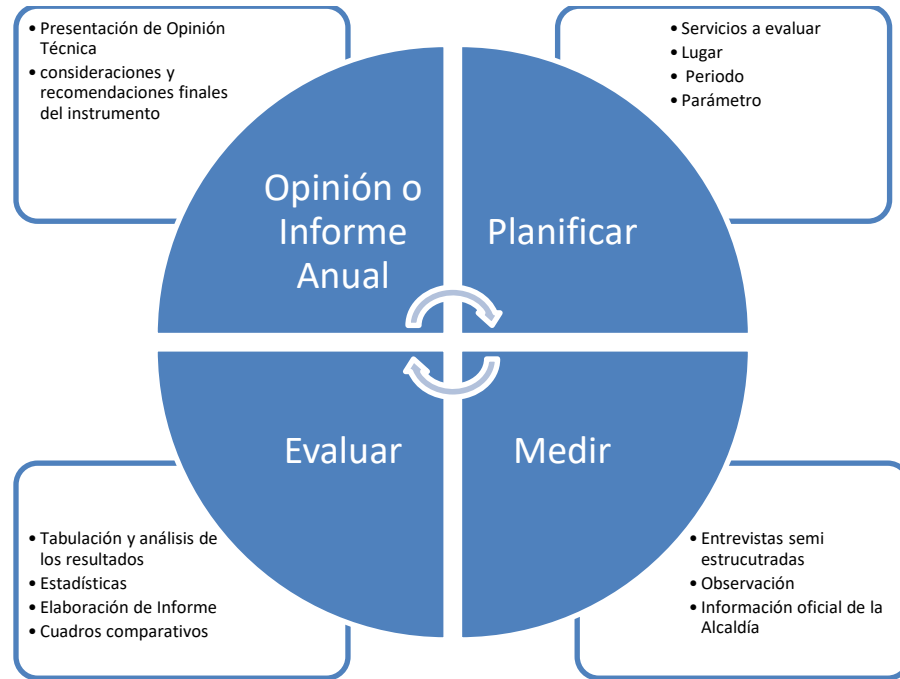 • Presentación de Opinión
Técnica
• consideraciones y
recomendaciones finales
del instrumento
• Servicios a evaluar
• Lugar
• Periodo
• Parámetro
Opinión o
Informe
Anual
Planificar
Evaluar
Medir
• Tabulación y análisis de
los resultados
• Estadísticas
• Elaboración de Informe
• Cuadros comparativos
• Entrevistas semi
estrucutradas
• Observación
• Información oficial de la
Alcaldía